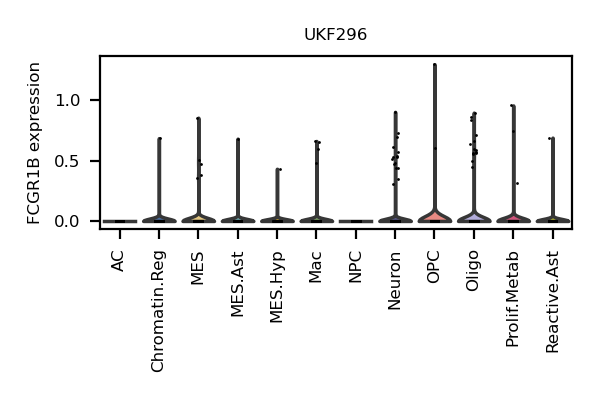 UKF296
FCGR1B expression
1.0
0.5
0.0
AC
Chromatin.Reg
MES
MES.Ast
MES.Hyp
Mac
NPC
Neuron
OPC
Oligo
Prolif.Metab
Reactive.Ast